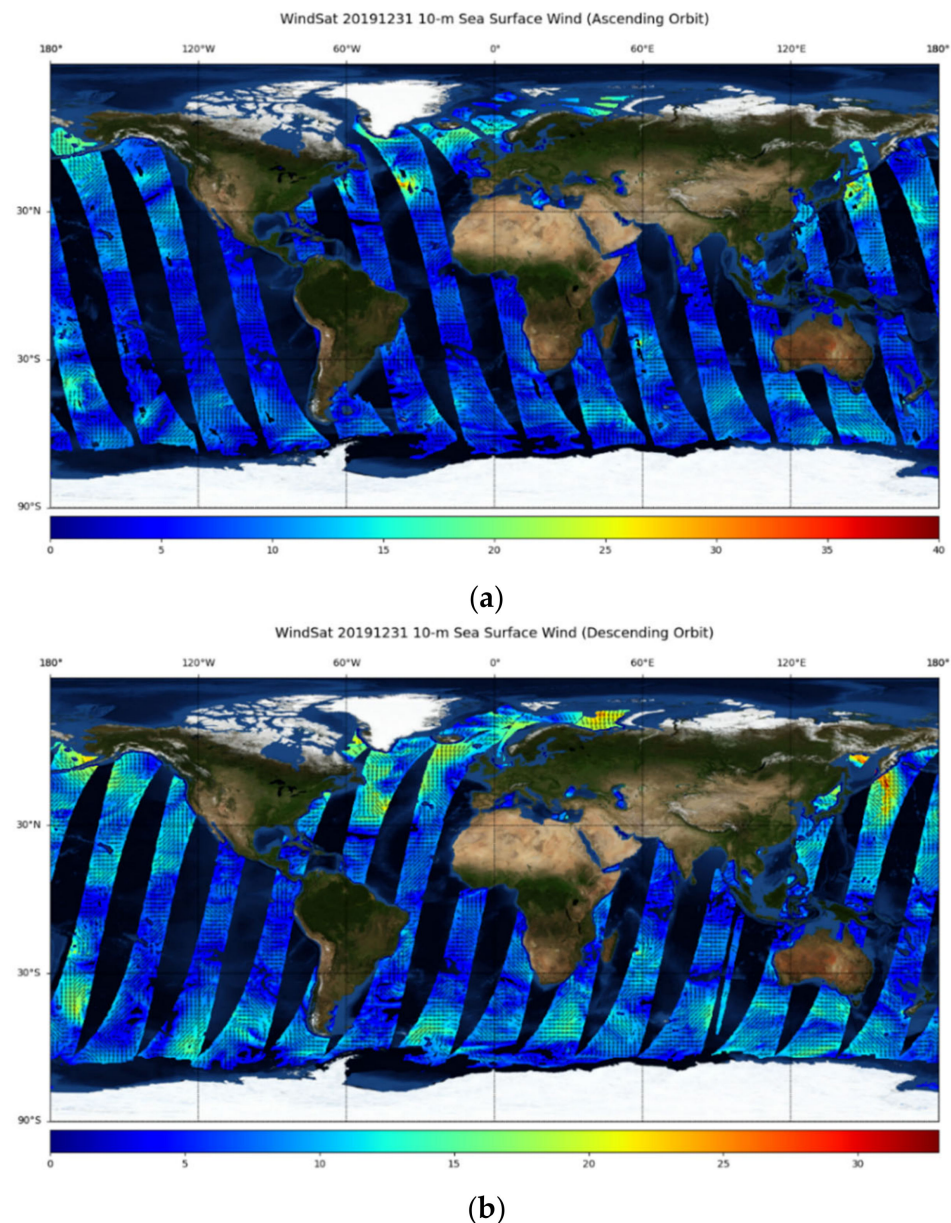 WindSat 20191231 10-m Sea Surface Wind (Ascending Orbit)
180° 120°W 60°W 0° 60°E 120°E 180°
30°N
30°S
90°S
0 5 10 15 20 25 30 35 40
(a)
WindSat 20191231 10-m Sea Surface Wind (Descending Orbit)
180° 120°W 60°W 0° 60°E 120°E 180°
30°N
30°S
90°S
0 5 10 15 20 25 30
(b)